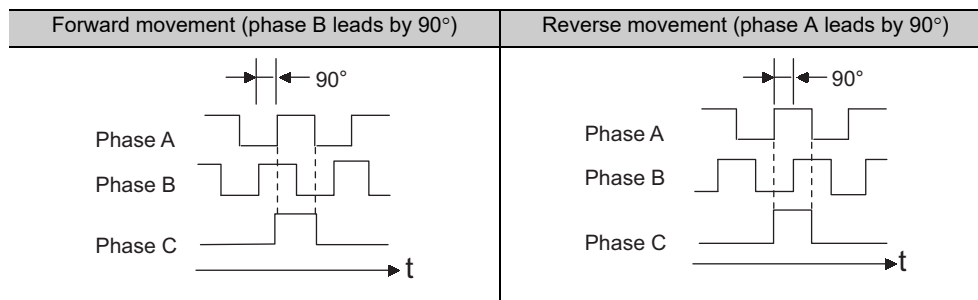 Forward movement (phase B leads by 90°)
Reverse movement (phase A leads by 90°)
90°
Phase A
Phase B
Phase C
t
90°
Phase A
Phase B
Phase C
t